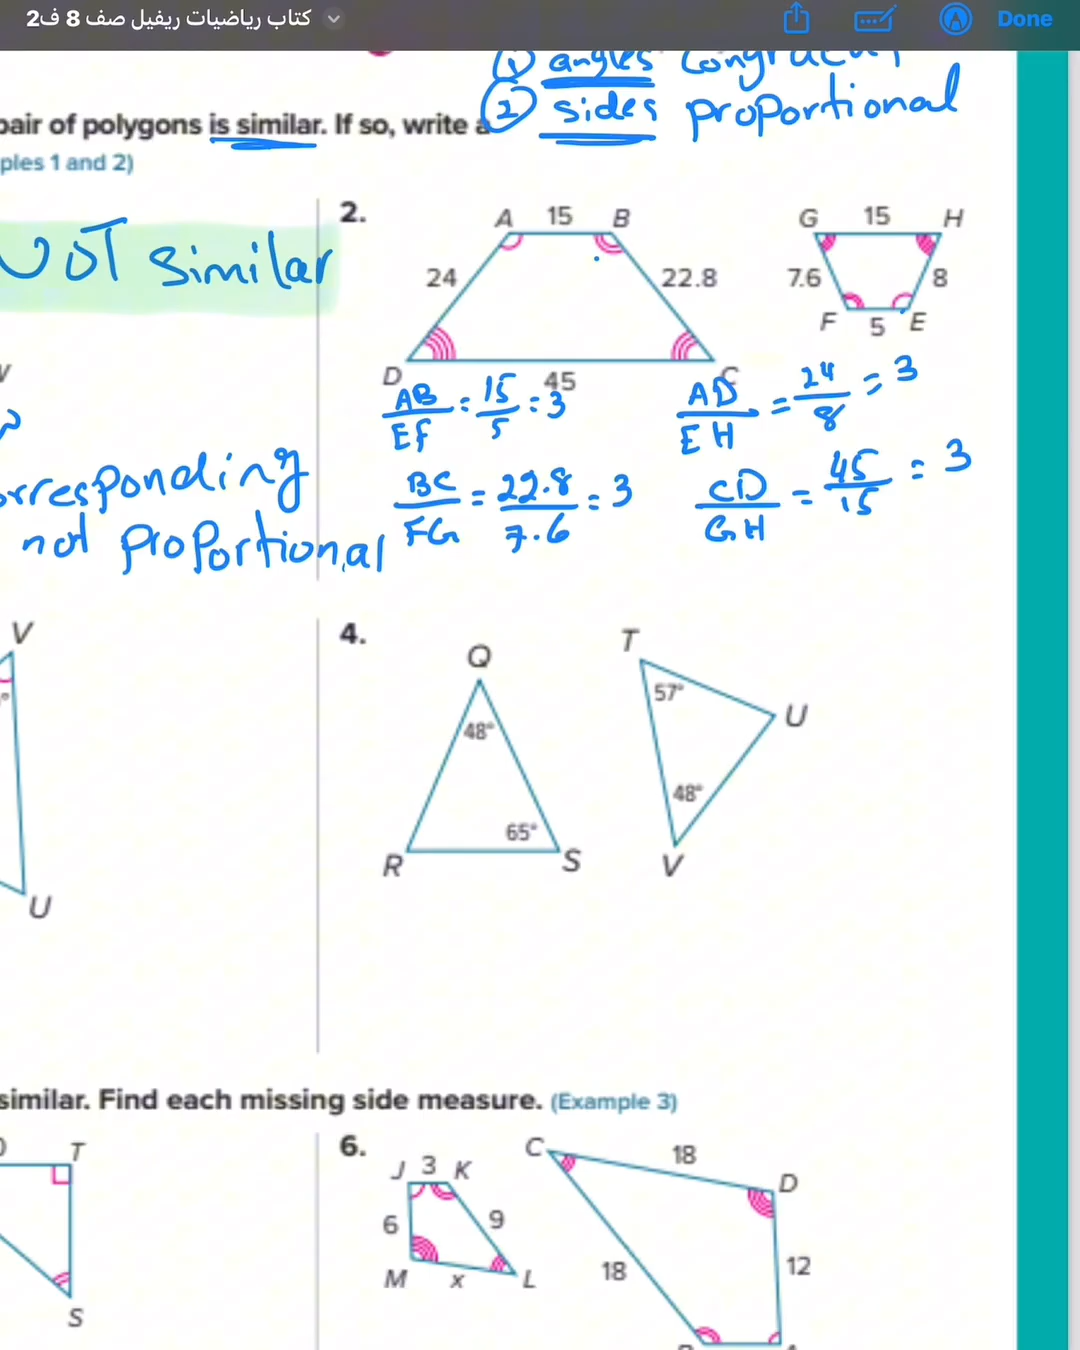 كتاب رياضيات ريفيل صف 8 ف2
Done
① angles
② sides proportional
pair of polygons is similar. If so, write a
ples 1 and 2)
NOT similar
2.
A 15 B
24
22.8
D
45
C
G 15 H
7.6
8
F 5 E
AB/EF = 15/5 = 3
AD/EH = 24/8 = 3
BC/FG = 22.8/7.6 = 3
CD/GH = 45/15 = 3
orresponding
not proportional
V
U
4.
Q
48°
65°
R
S
T
57°
U
48°
V
similar. Find each missing side measure. (Example 3)
T
S
6.
J 3 K
6
9
M x L
C
18
D
18
12